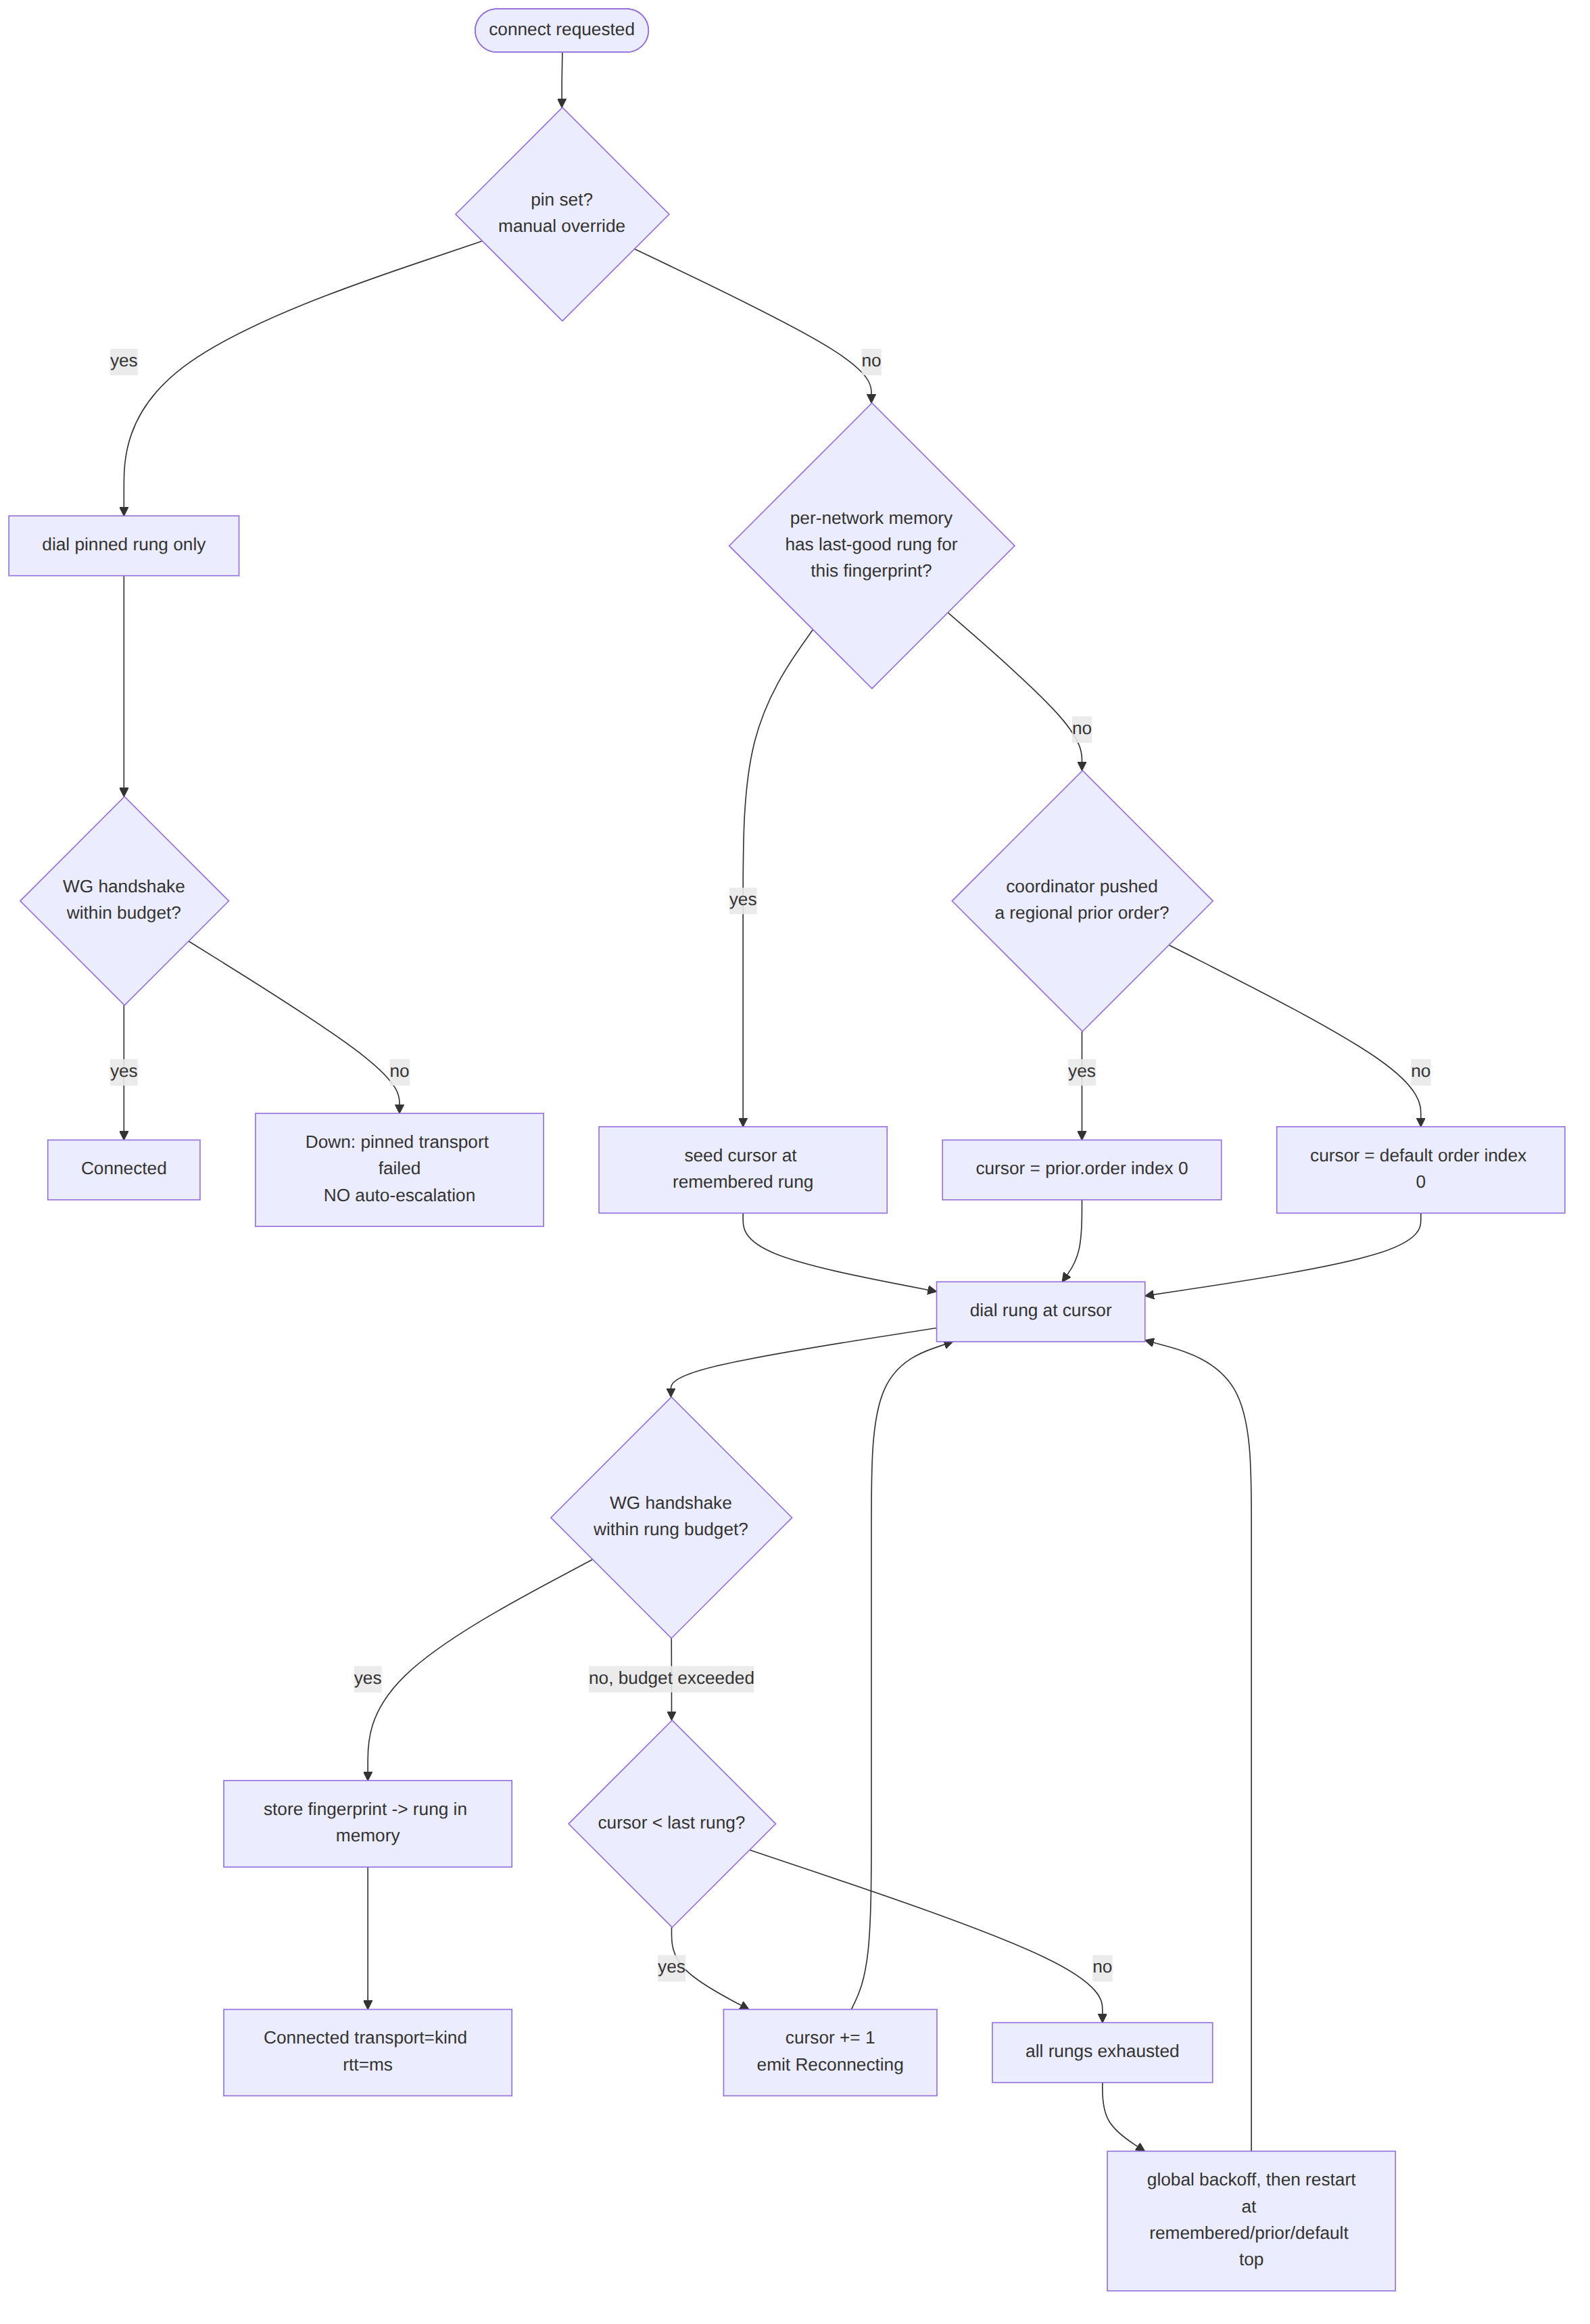 connect requested
pin set?
manual override
yes
no
dial pinned rung only
per-network memory
has last-good rung for
this fingerprint?
yes
no
WG handshake
within budget?
coordinator pushed
a regional prior order?
yes
no
yes
no
Connected
Down: pinned transport
failed
NO auto-escalation
seed cursor at
remembered rung
cursor = prior.order index 0
cursor = default order index
0
dial rung at cursor
WG handshake
within rung budget?
yes
no, budget exceeded
store fingerprint -> rung in
memory
cursor < last rung?
yes
no
Connected transport=kind
rtt=ms
cursor += 1
emit Reconnecting
all rungs exhausted
global backoff, then restart
at
remembered/prior/default
top